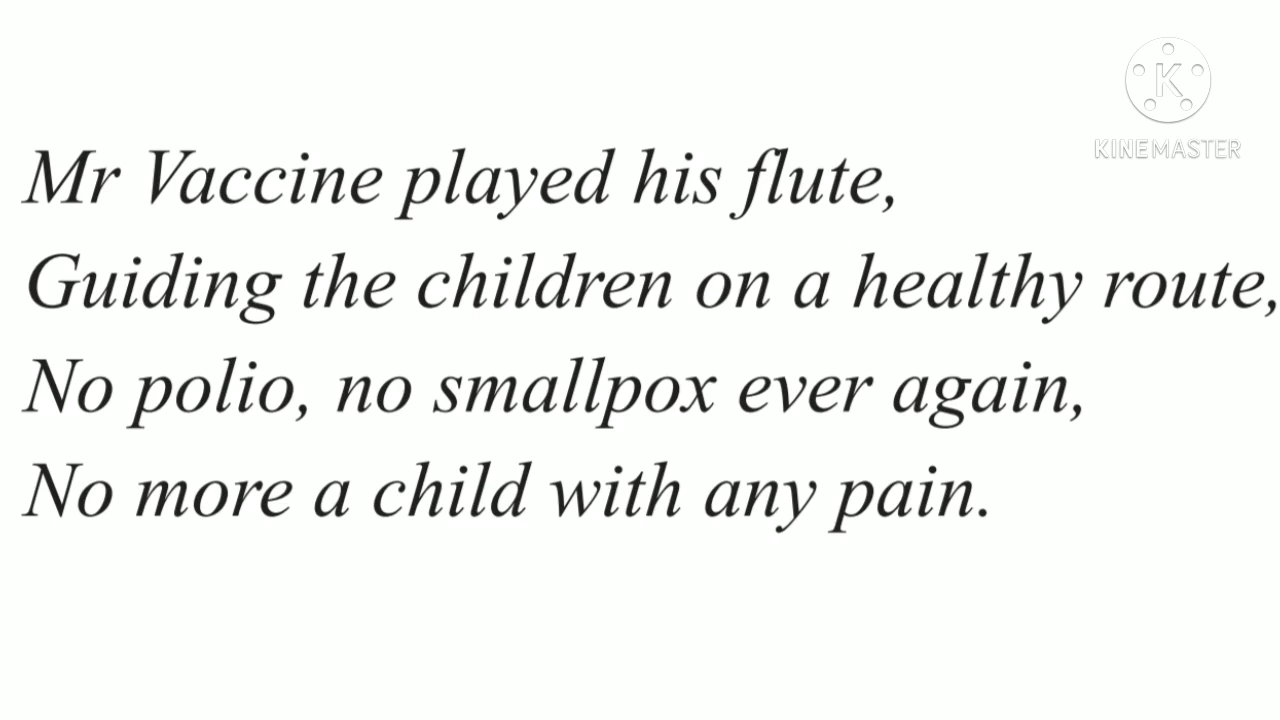 K
KINEMASTER
Mr Vaccine played his flute,
Guiding the children on a healthy route,
No polio, no smallpox ever again,
No more a child with any pain.